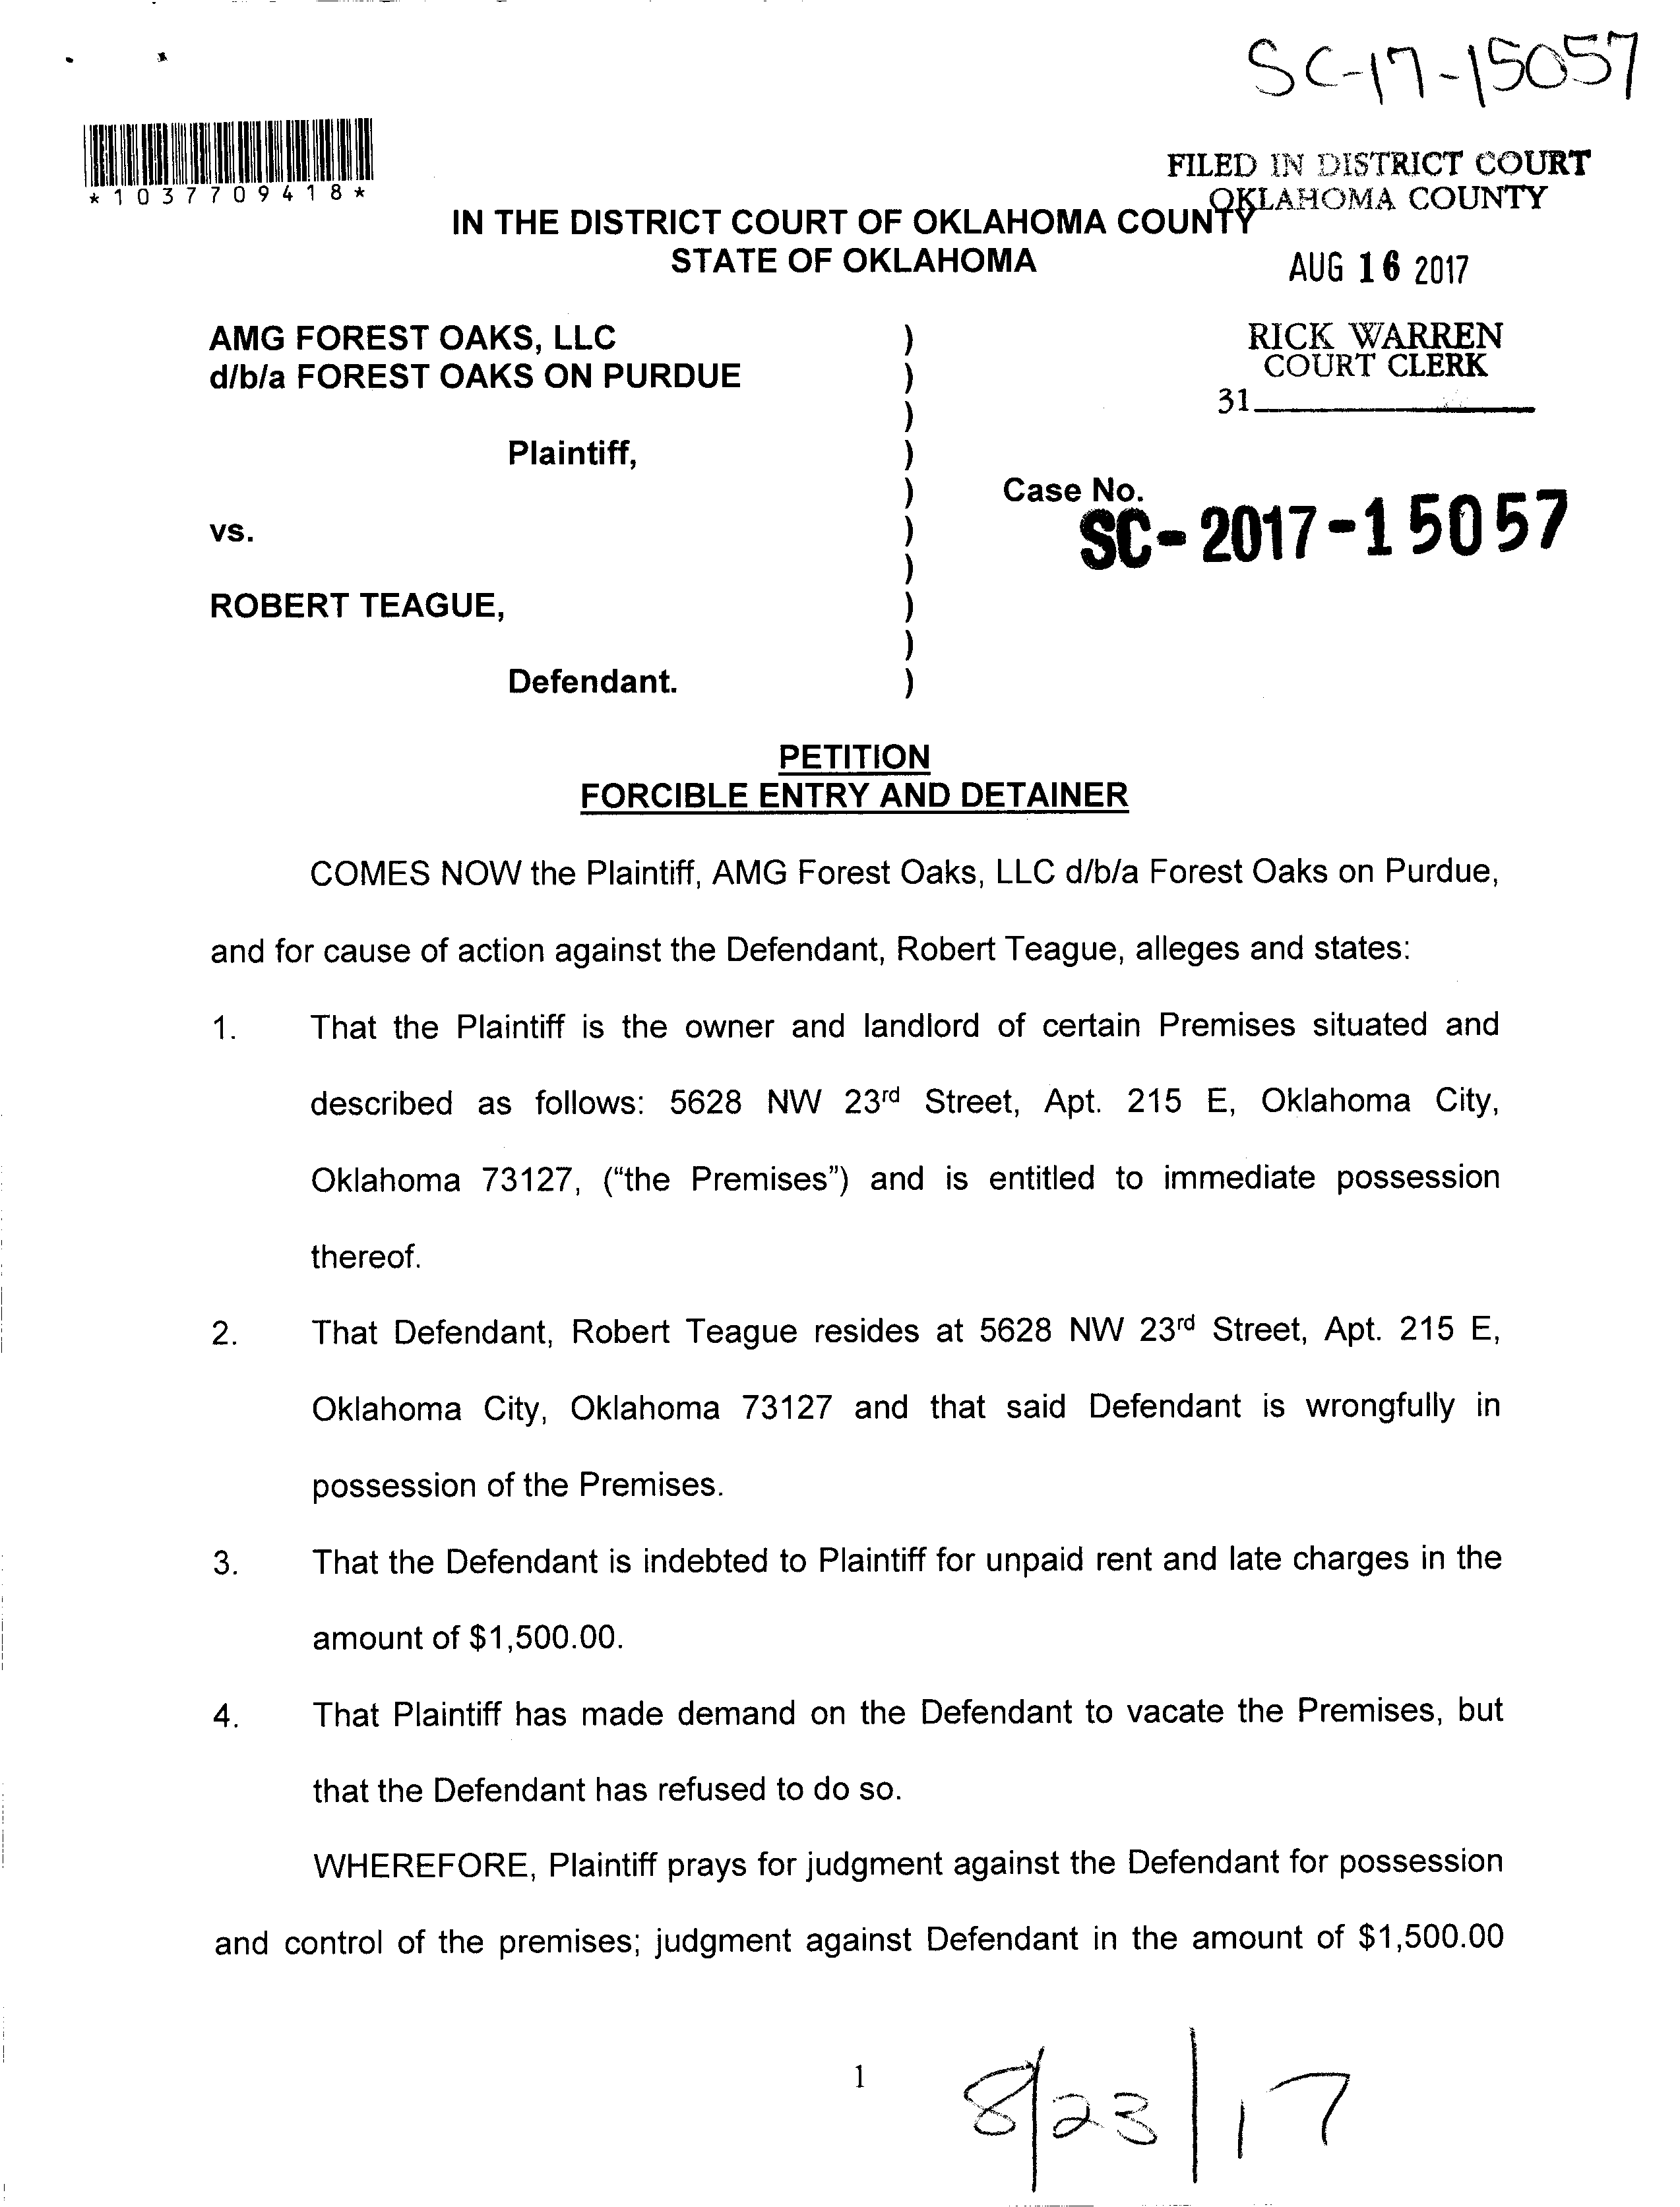 SC-17-15057
*1037709418*
FILED IN DISTRICT COURT
OKLAHOMA COUNTY
IN THE DISTRICT COURT OF OKLAHOMA COUNTY
STATE OF OKLAHOMA
AUG 16 2017
AMG FOREST OAKS, LLC )
d/b/a FOREST OAKS ON PURDUE )
RICK WARREN
COURT CLERK
31
)
Plaintiff, )
) Case No.
SC-2017-15057
vs. )
)
ROBERT TEAGUE, )
)
Defendant. )
PETITION
FORCIBLE ENTRY AND DETAINER
COMES NOW the Plaintiff, AMG Forest Oaks, LLC d/b/a Forest Oaks on Purdue,
and for cause of action against the Defendant, Robert Teague, alleges and states:
1. That the Plaintiff is the owner and landlord of certain Premises situated and
described as follows: 5628 NW 23rd Street, Apt. 215 E, Oklahoma City,
Oklahoma 73127, (“the Premises”) and is entitled to immediate possession
thereof.
2. That Defendant, Robert Teague resides at 5628 NW 23rd Street, Apt. 215 E,
Oklahoma City, Oklahoma 73127 and that said Defendant is wrongfully in
possession of the Premises.
3. That the Defendant is indebted to Plaintiff for unpaid rent and late charges in the
amount of $1,500.00.
4. That Plaintiff has made demand on the Defendant to vacate the Premises, but
that the Defendant has refused to do so.
WHEREFORE, Plaintiff prays for judgment against the Defendant for possession
and control of the premises; judgment against Defendant in the amount of $1,500.00
1
8/23/17